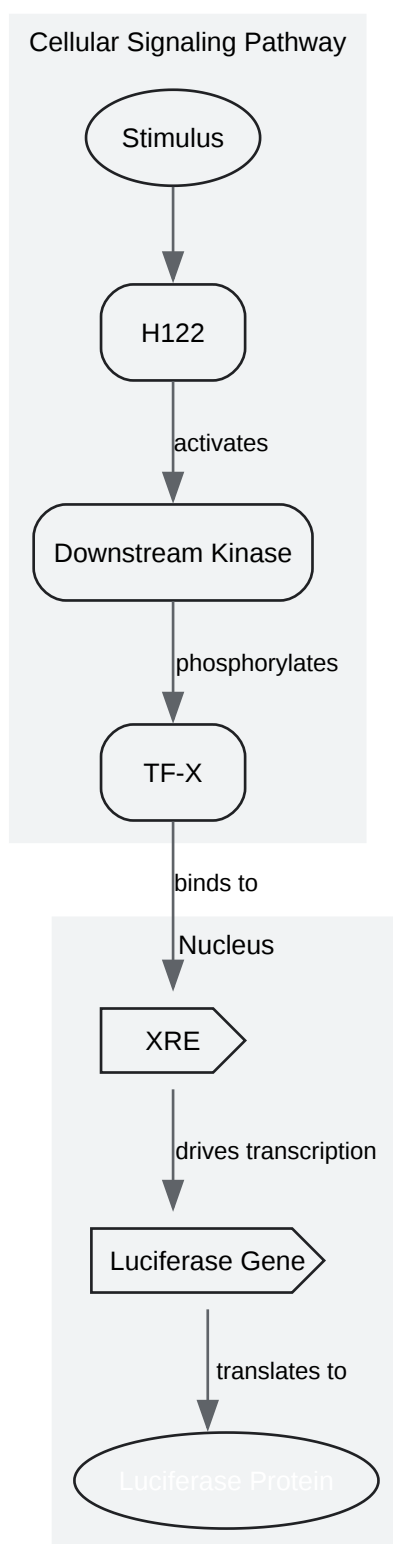 Cellular Signaling Pathway
Stimulus
H122
activates
Downstream Kinase
phosphorylates
TF-X
binds to
Nucleus
XRE
drives transcription
Luciferase Gene
translates to
Luciferase Protein